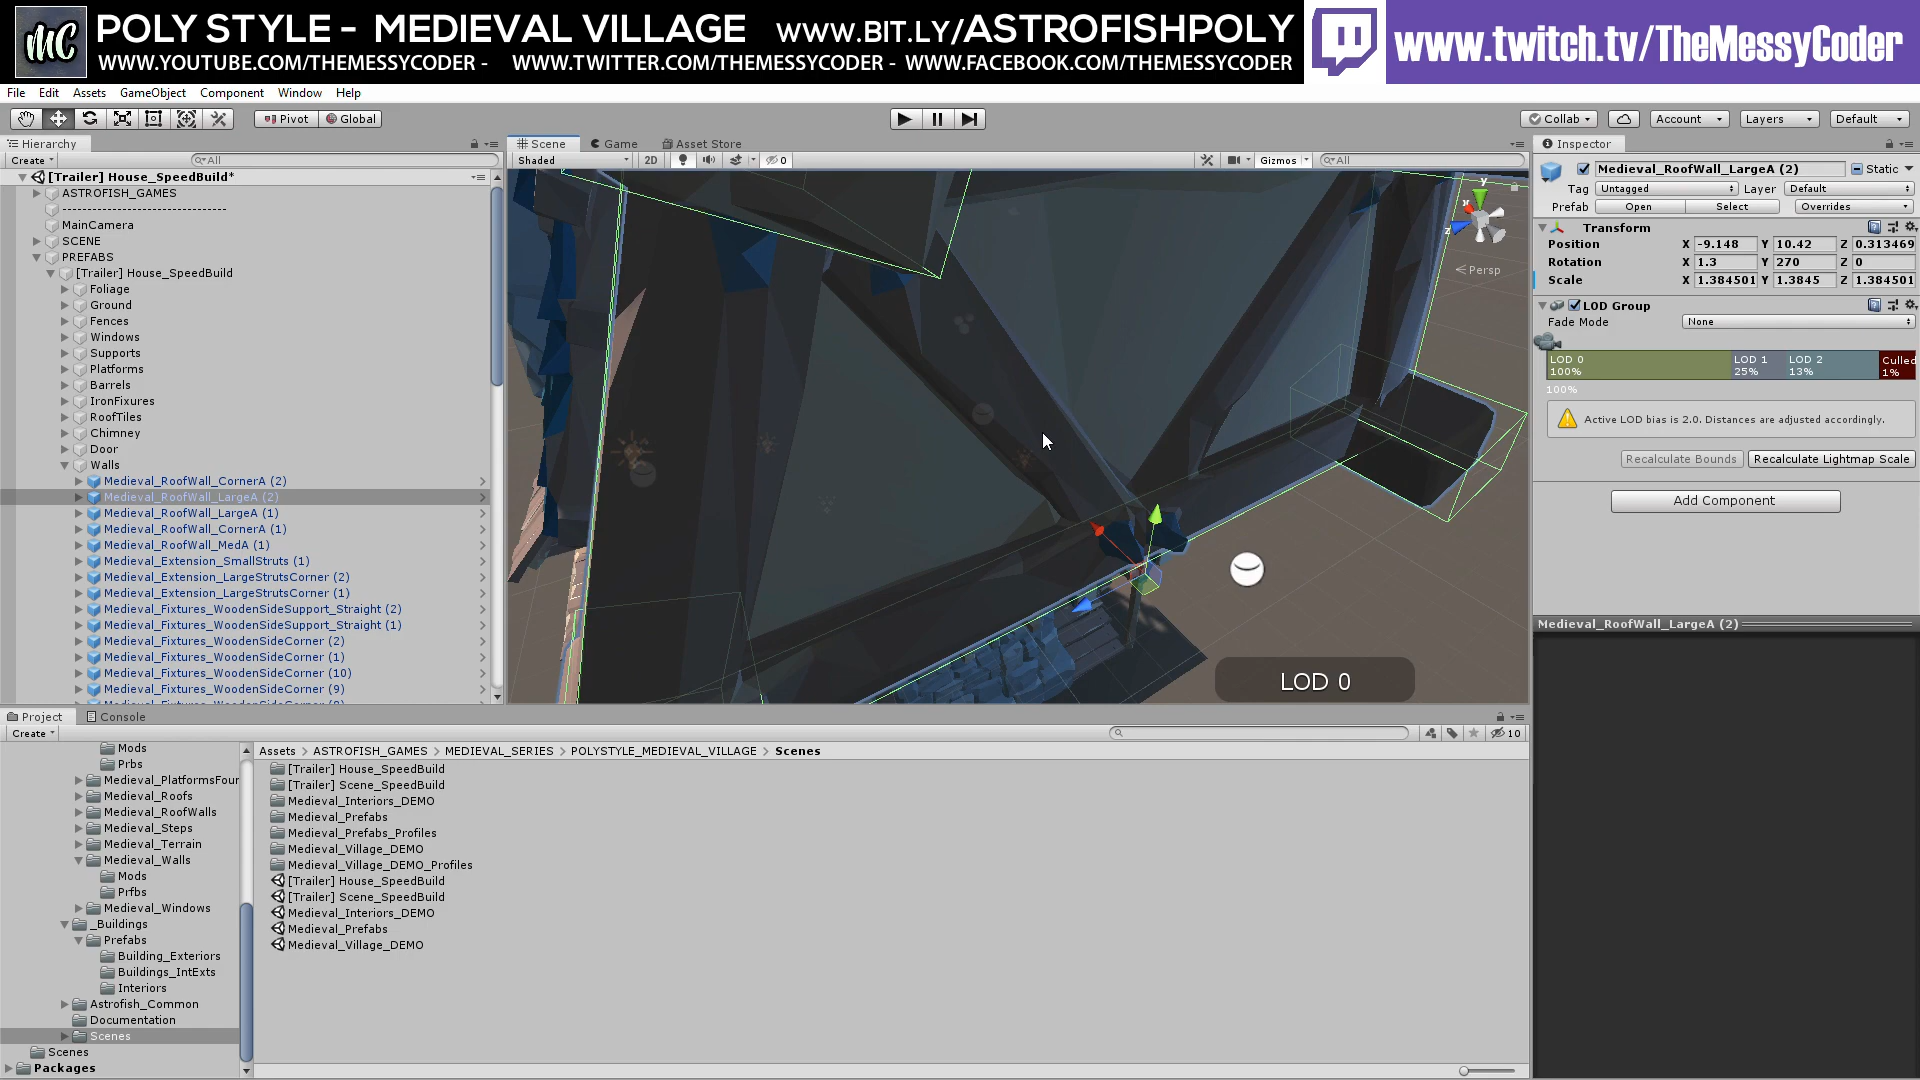 MC
POLY STYLE - MEDIEVAL VILLAGE WWW.BIT.LY/ASTROFISHPOLY
WWW.YOUTUBE.COM/THEMESSYCODER - WWW.TWITTER.COM/THEMESSYCODER - WWW.FACEBOOK.COM/THEMESSYCODER
www.twitch.tv/TheMessyCoder
File Edit Assets GameObject Component Window Help
Pivot Global
Collab Account Layers Default
Hierarchy
Create All
[Trailer] House_SpeedBuild*
ASTROFISH_GAMES
--------------------------------
MainCamera
SCENE
PREFABS
[Trailer] House_SpeedBuild
Foliage
Ground
Fences
Windows
Supports
Platforms
Barrels
IronFixures
RoofTiles
Chimney
Door
Walls
Medieval_RoofWall_CornerA (2)
Medieval_RoofWall_LargeA (2)
Medieval_RoofWall_LargeA (1)
Medieval_RoofWall_CornerA (1)
Medieval_RoofWall_MedA (1)
Medieval_Extension_SmallStruts (1)
Medieval_Extension_LargeStrutsCorner (2)
Medieval_Extension_LargeStrutsCorner (1)
Medieval_Fixtures_WoodenSideSupport_Straight (2)
Medieval_Fixtures_WoodenSideSupport_Straight (1)
Medieval_Fixtures_WoodenSideCorner (2)
Medieval_Fixtures_WoodenSideCorner (1)
Medieval_Fixtures_WoodenSideCorner (10)
Medieval_Fixtures_WoodenSideCorner (9)
Scene Game Asset Store
Shaded 2D 0 Gizmos All
y
x
z
Persp
LOD 0
Inspector
Medieval_RoofWall_LargeA (2) Static
Tag Untagged Layer Default
Prefab Open Select Overrides
Transform
Position X -9.148 Y 10.42 Z 0.313469
Rotation X 1.3 Y 270 Z 0
Scale X 1.384501 Y 1.3845 Z 1.384501
LOD Group
Fade Mode None
LOD 0 LOD 1 LOD 2 Culled
100% 25% 13% 1%
100%
Active LOD bias is 2.0. Distances are adjusted accordingly.
Recalculate Bounds Recalculate Lightmap Scale
Add Component
Medieval_RoofWall_LargeA (2)
Project Console
Create 10
Mods
Prbs
Medieval_PlatformsFour
Medieval_Roofs
Medieval_RoofWalls
Medieval_Steps
Medieval_Terrain
Medieval_Walls
Mods
Prfbs
Medieval_Windows
_Buildings
Prefabs
Building_Exteriors
Buildings_IntExts
Interiors
Astrofish_Common
Documentation
Scenes
Scenes
Packages
Assets > ASTROFISH_GAMES > MEDIEVAL_SERIES > POLYSTYLE_MEDIEVAL_VILLAGE > Scenes
[Trailer] House_SpeedBuild
[Trailer] Scene_SpeedBuild
Medieval_Interiors_DEMO
Medieval_Prefabs
Medieval_Prefabs_Profiles
Medieval_Village_DEMO
Medieval_Village_DEMO_Profiles
[Trailer] House_SpeedBuild
[Trailer] Scene_SpeedBuild
Medieval_Interiors_DEMO
Medieval_Prefabs
Medieval_Village_DEMO